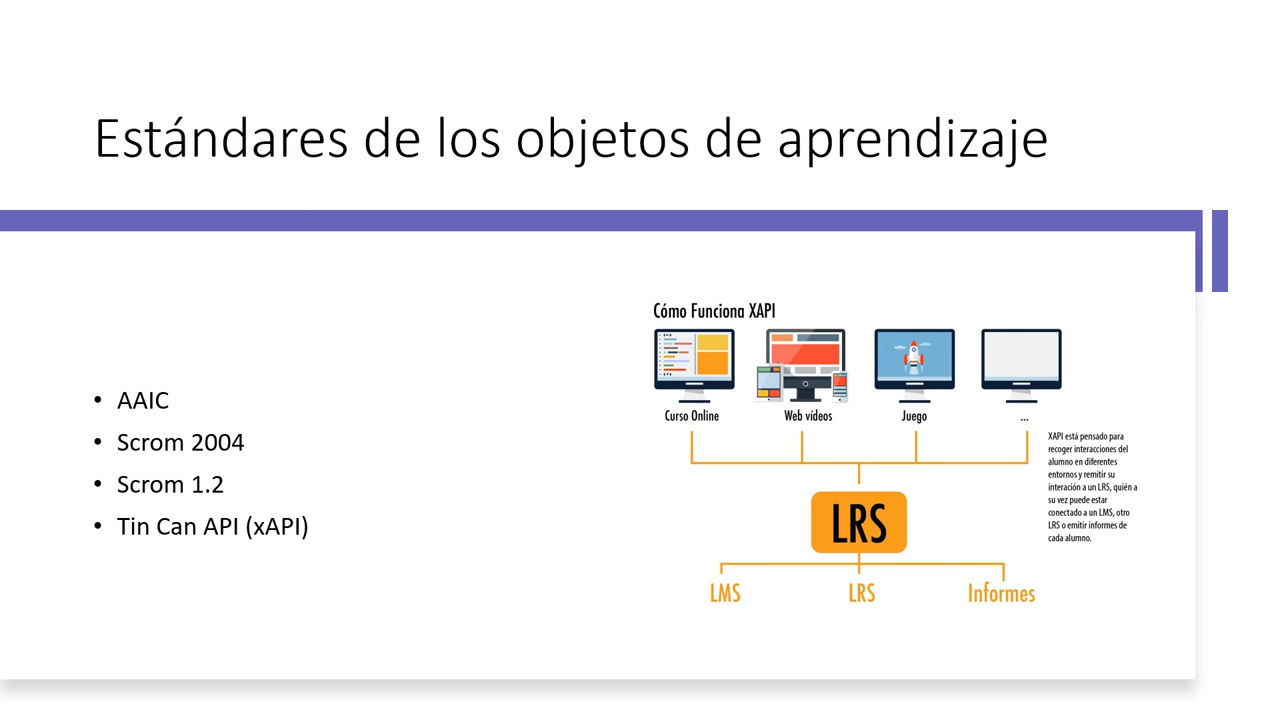 Estándares de los objetos de aprendizaje
• AAIC
• Scrom 2004
• Scrom 1.2
• Tin Can API (xAPI)
Cómo Funciona XAPI
Curso Online
Web vídeos
Juego
...
XAPI está pensado para
recoger interacciones del
alumno en diferentes
entornos y remitir su
interación a un LRS, quién a
su vez puede estar
conectado a un LMS, otro
LRS o emitir informes de
cada alumno.
LRS
LMS
LRS
Informes